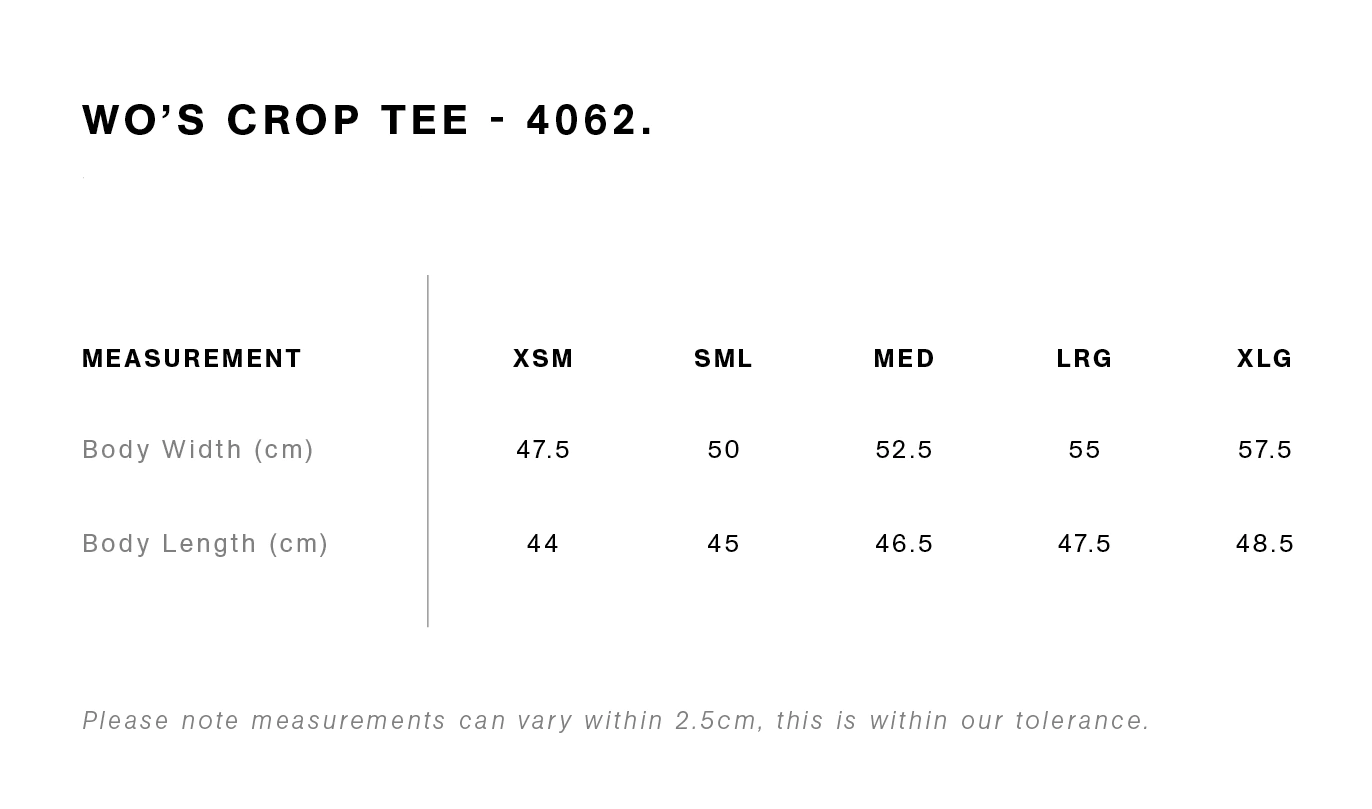 WO’S CROP TEE - 4062.
MEASUREMENT XSM SML MED LRG XLG
Body Width (cm) 47.5 50 52.5 55 57.5
Body Length (cm) 44 45 46.5 47.5 48.5
Please note measurements can vary within 2.5cm, this is within our tolerance.